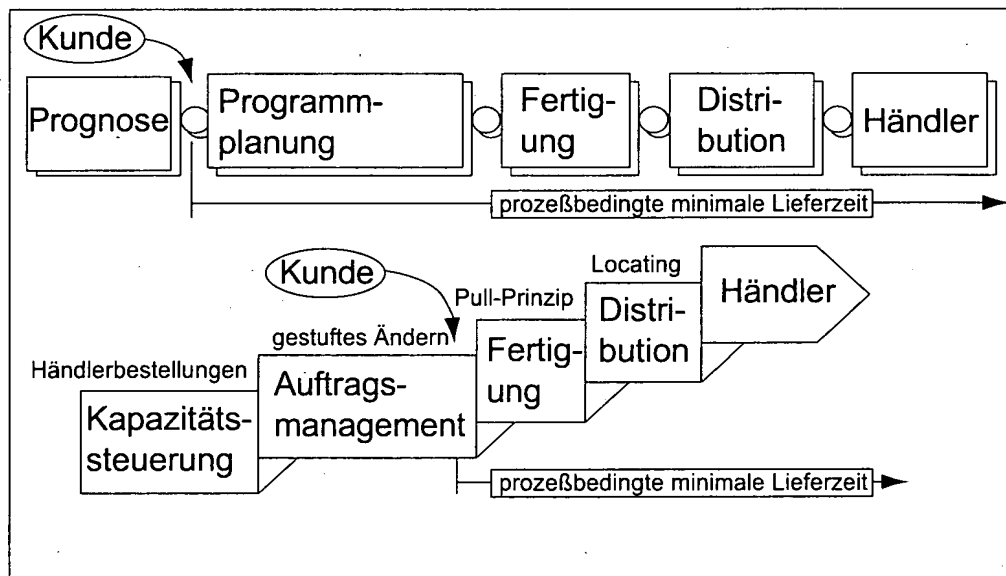 Kunde
Prognose
Programm-
planung
Fertig-
ung
Distri-
bution
Händler
prozeßbedingte minimale Lieferzeit
Kunde
Händlerbestellungen
Kapazitäts-
steuerung
gestuftes Ändern
Auftrags-
management
Pull-Prinzip
Fertig-
ung
Locating
Distri-
bution
Händler
prozeßbedingte minimale Lieferzeit